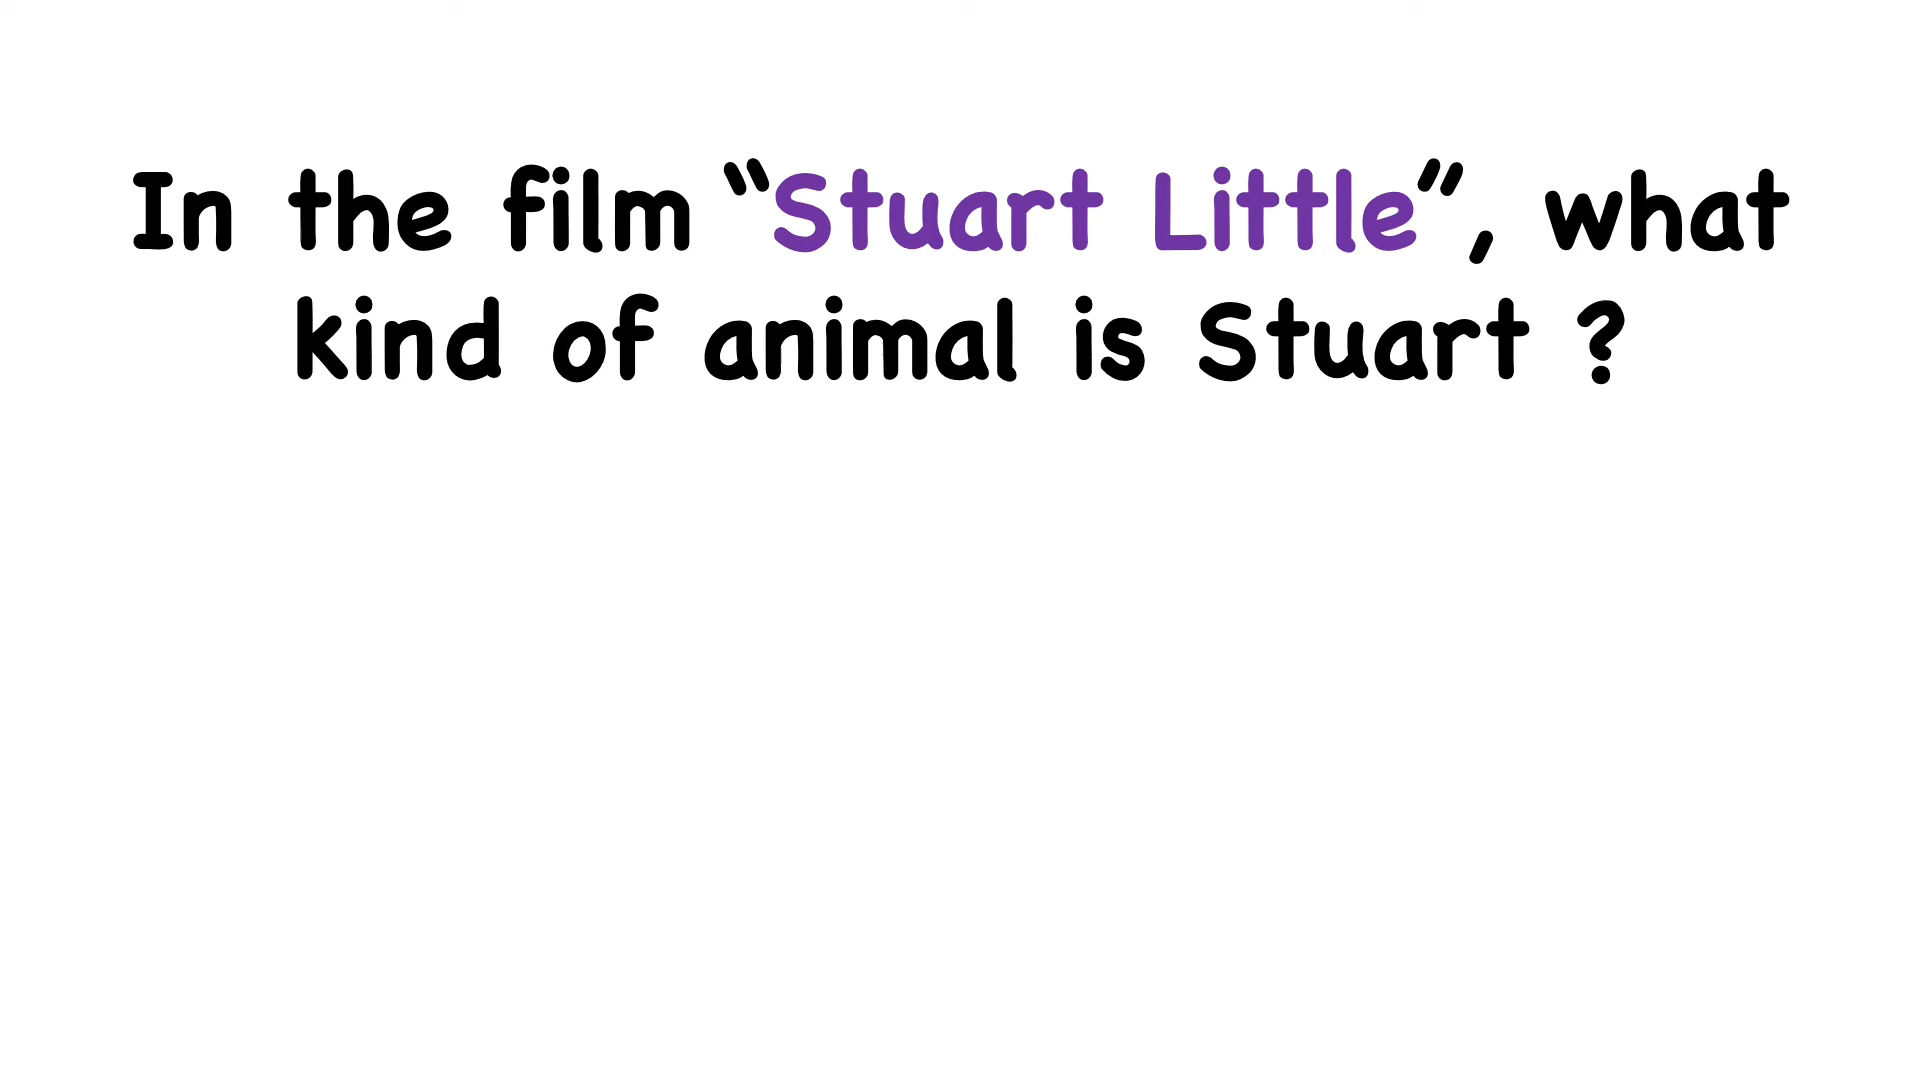 In the film “Stuart Little”, what
kind of animal is Stuart ?